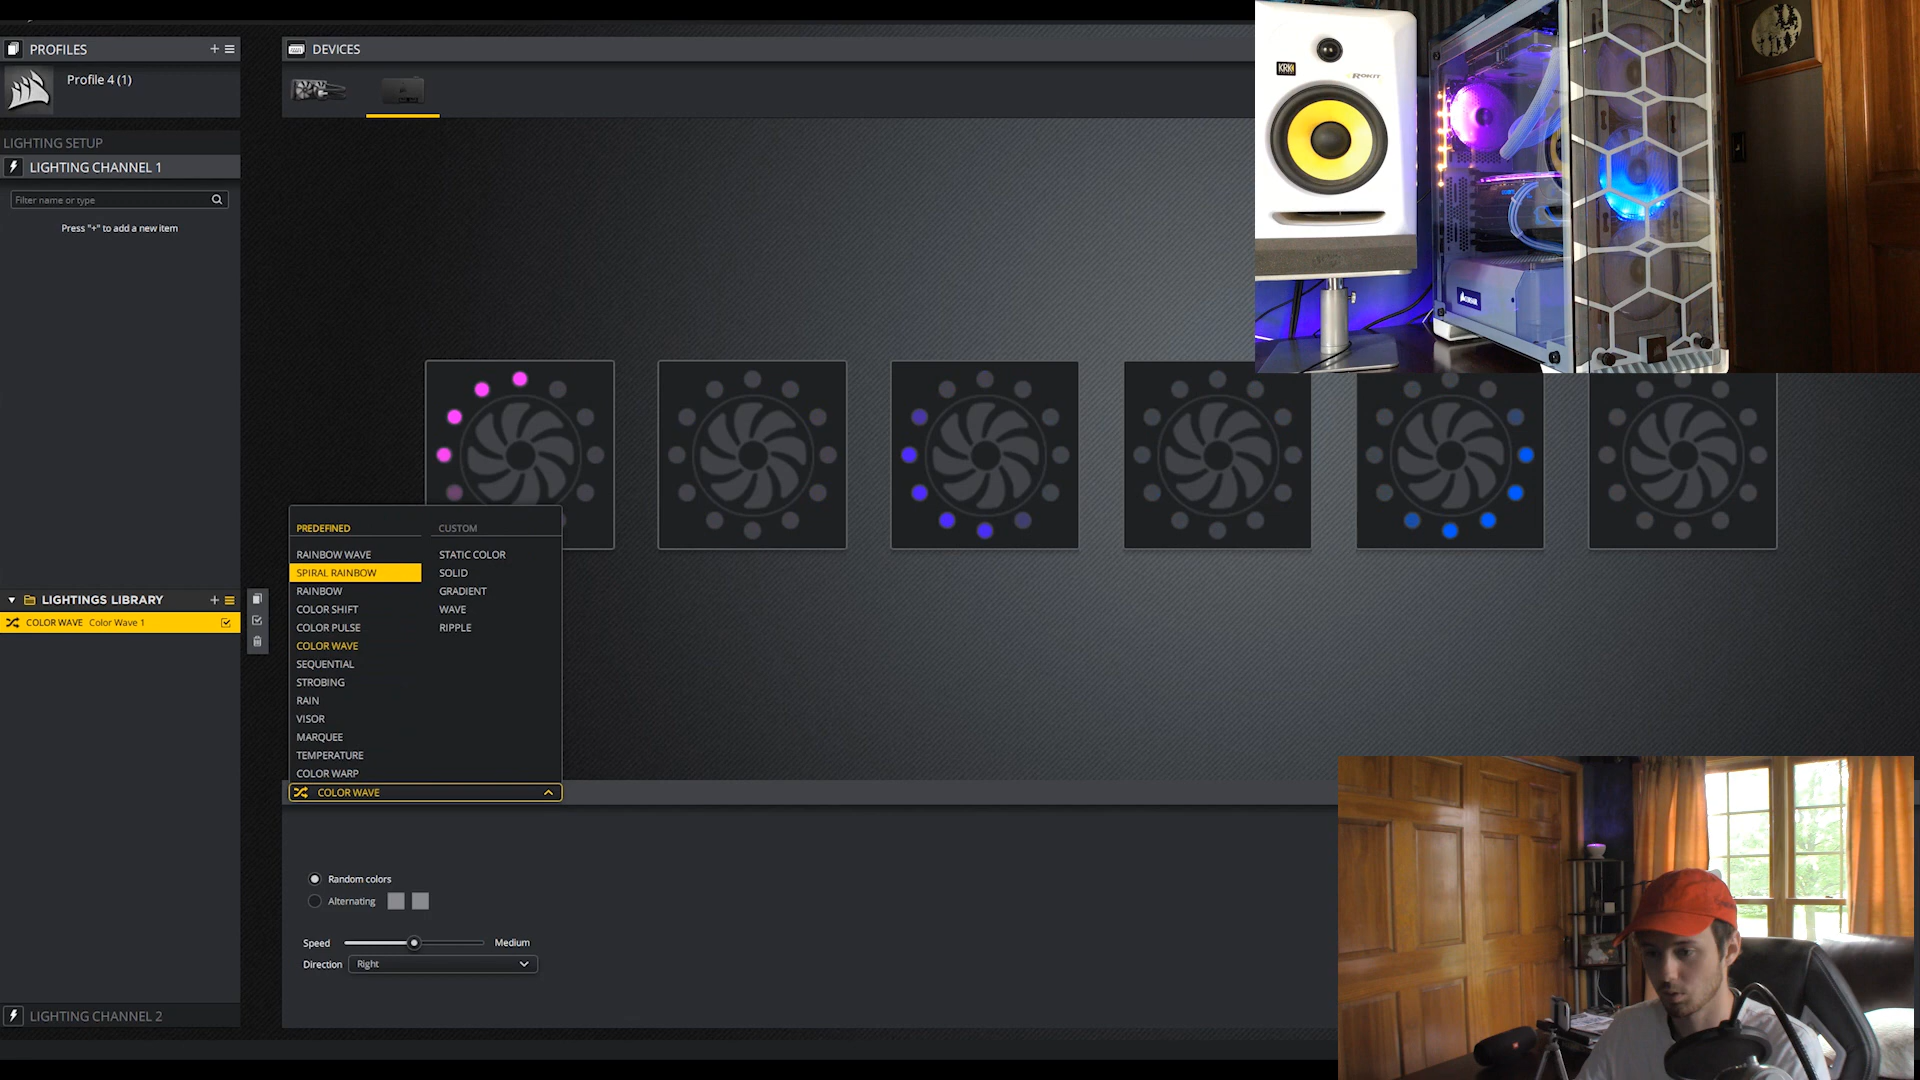 PROFILES
Profile 4 (1)
LIGHTING SETUP
LIGHTING CHANNEL 1
Filter name or type
Press "+" to add a new item
LIGHTINGS LIBRARY
COLOR WAVE Color Wave 1
LIGHTING CHANNEL 2
DEVICES
PREDEFINED
RAINBOW WAVE
SPIRAL RAINBOW
RAINBOW
COLOR SHIFT
COLOR PULSE
COLOR WAVE
SEQUENTIAL
STROBING
RAIN
VISOR
MARQUEE
TEMPERATURE
COLOR WARP
CUSTOM
STATIC COLOR
SOLID
GRADIENT
WAVE
RIPPLE
COLOR WAVE
Random colors
Alternating
Speed Medium
Direction Right
KRK
ROKIT
CORSAIR